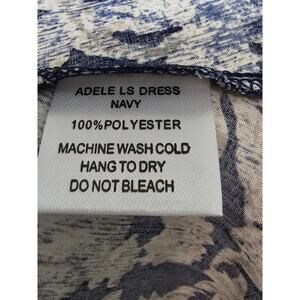 ADELE LS DRESS
NAVY
100%POLYESTER
MACHINE WASH COLD
HANG TO DRY
DO NOT BLEACH